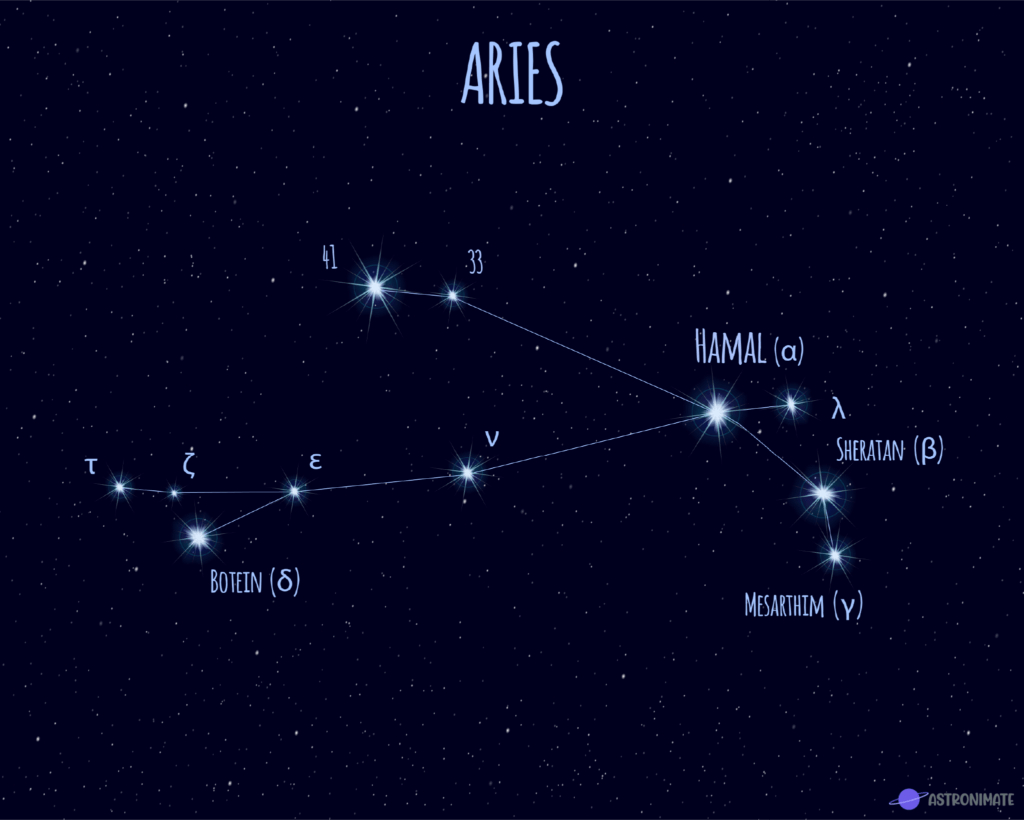 ARIES
41
33
HAMAL (α)
λ
SHERATAN (β)
ν
ε
ζ
τ
BOTEIN (δ)
MESARTHIM (γ)
ASTRONIMATE